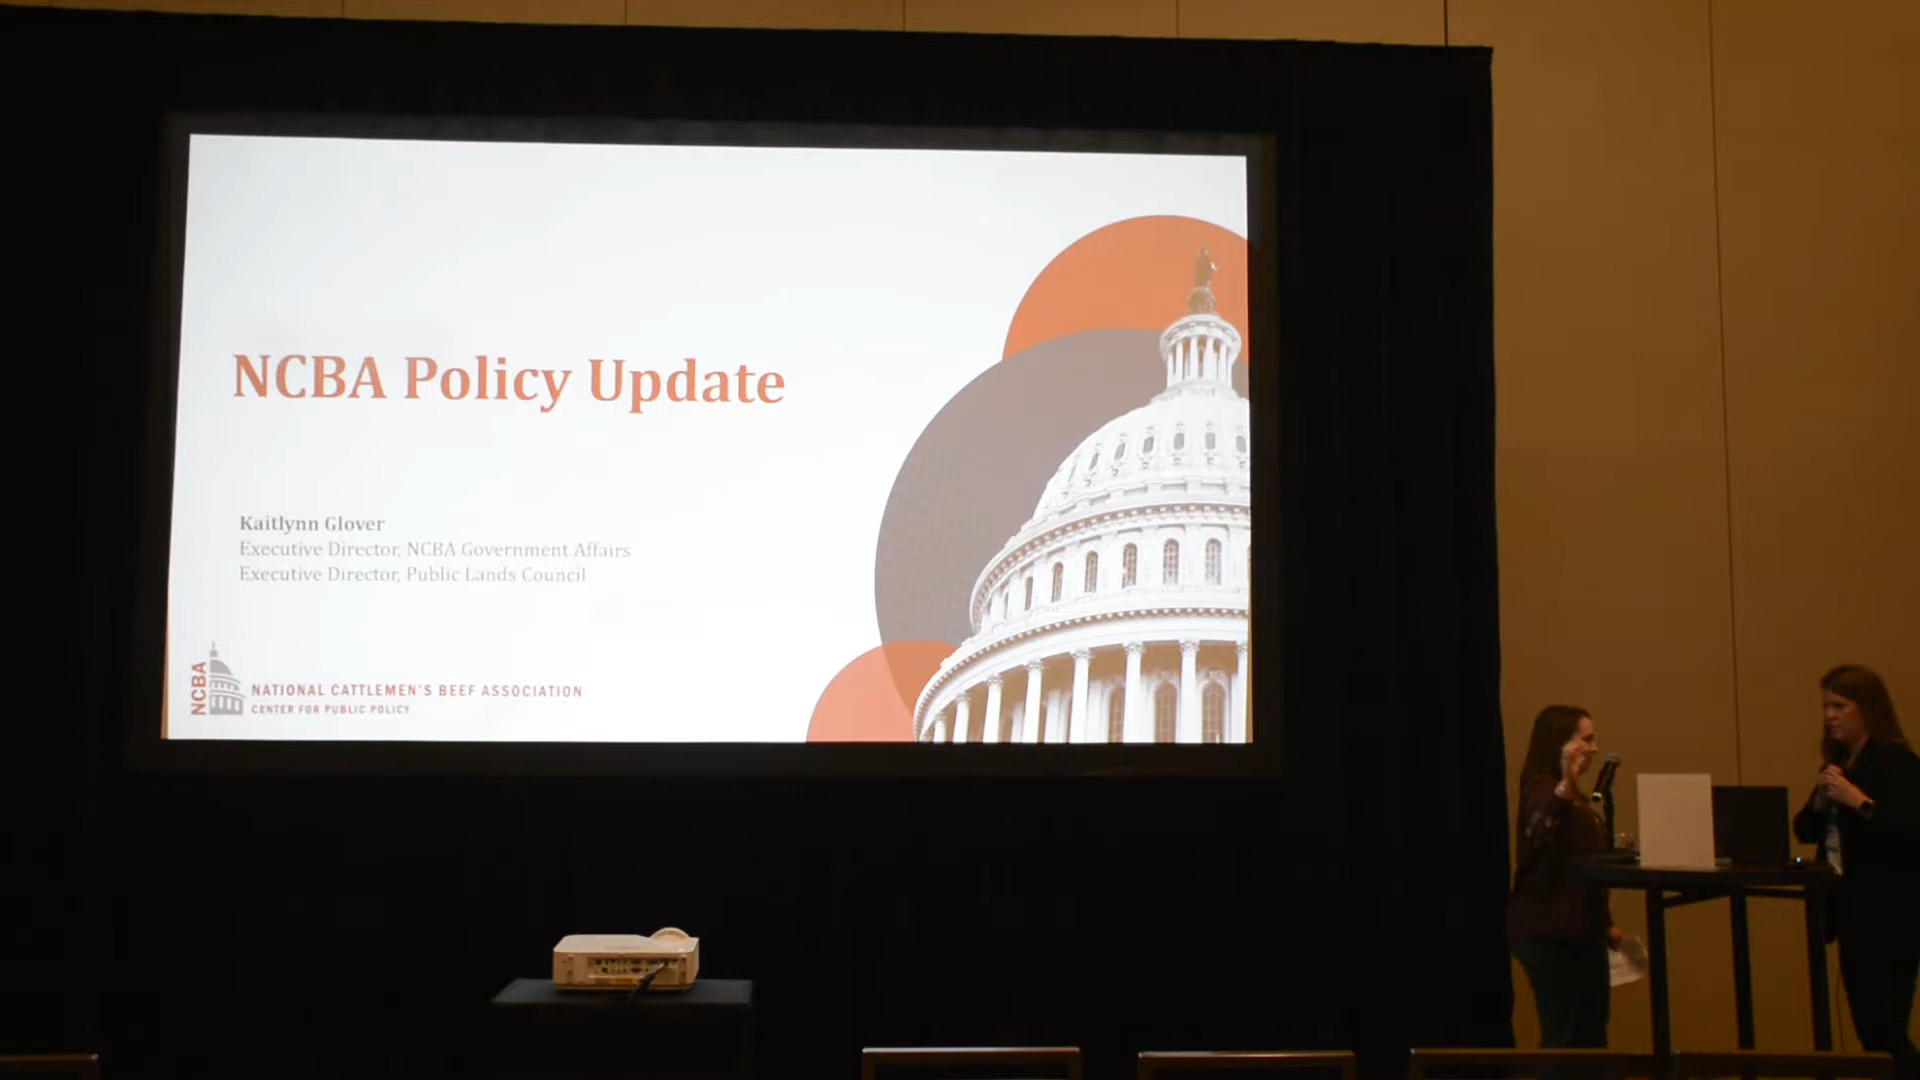 NCBA Policy Update
Kaitlynn Glover
Executive Director, NCBA Government Affairs
Executive Director, Public Lands Council
NCBA
NATIONAL CATTLEMEN'S BEEF ASSOCIATION
CENTER FOR PUBLIC POLICY